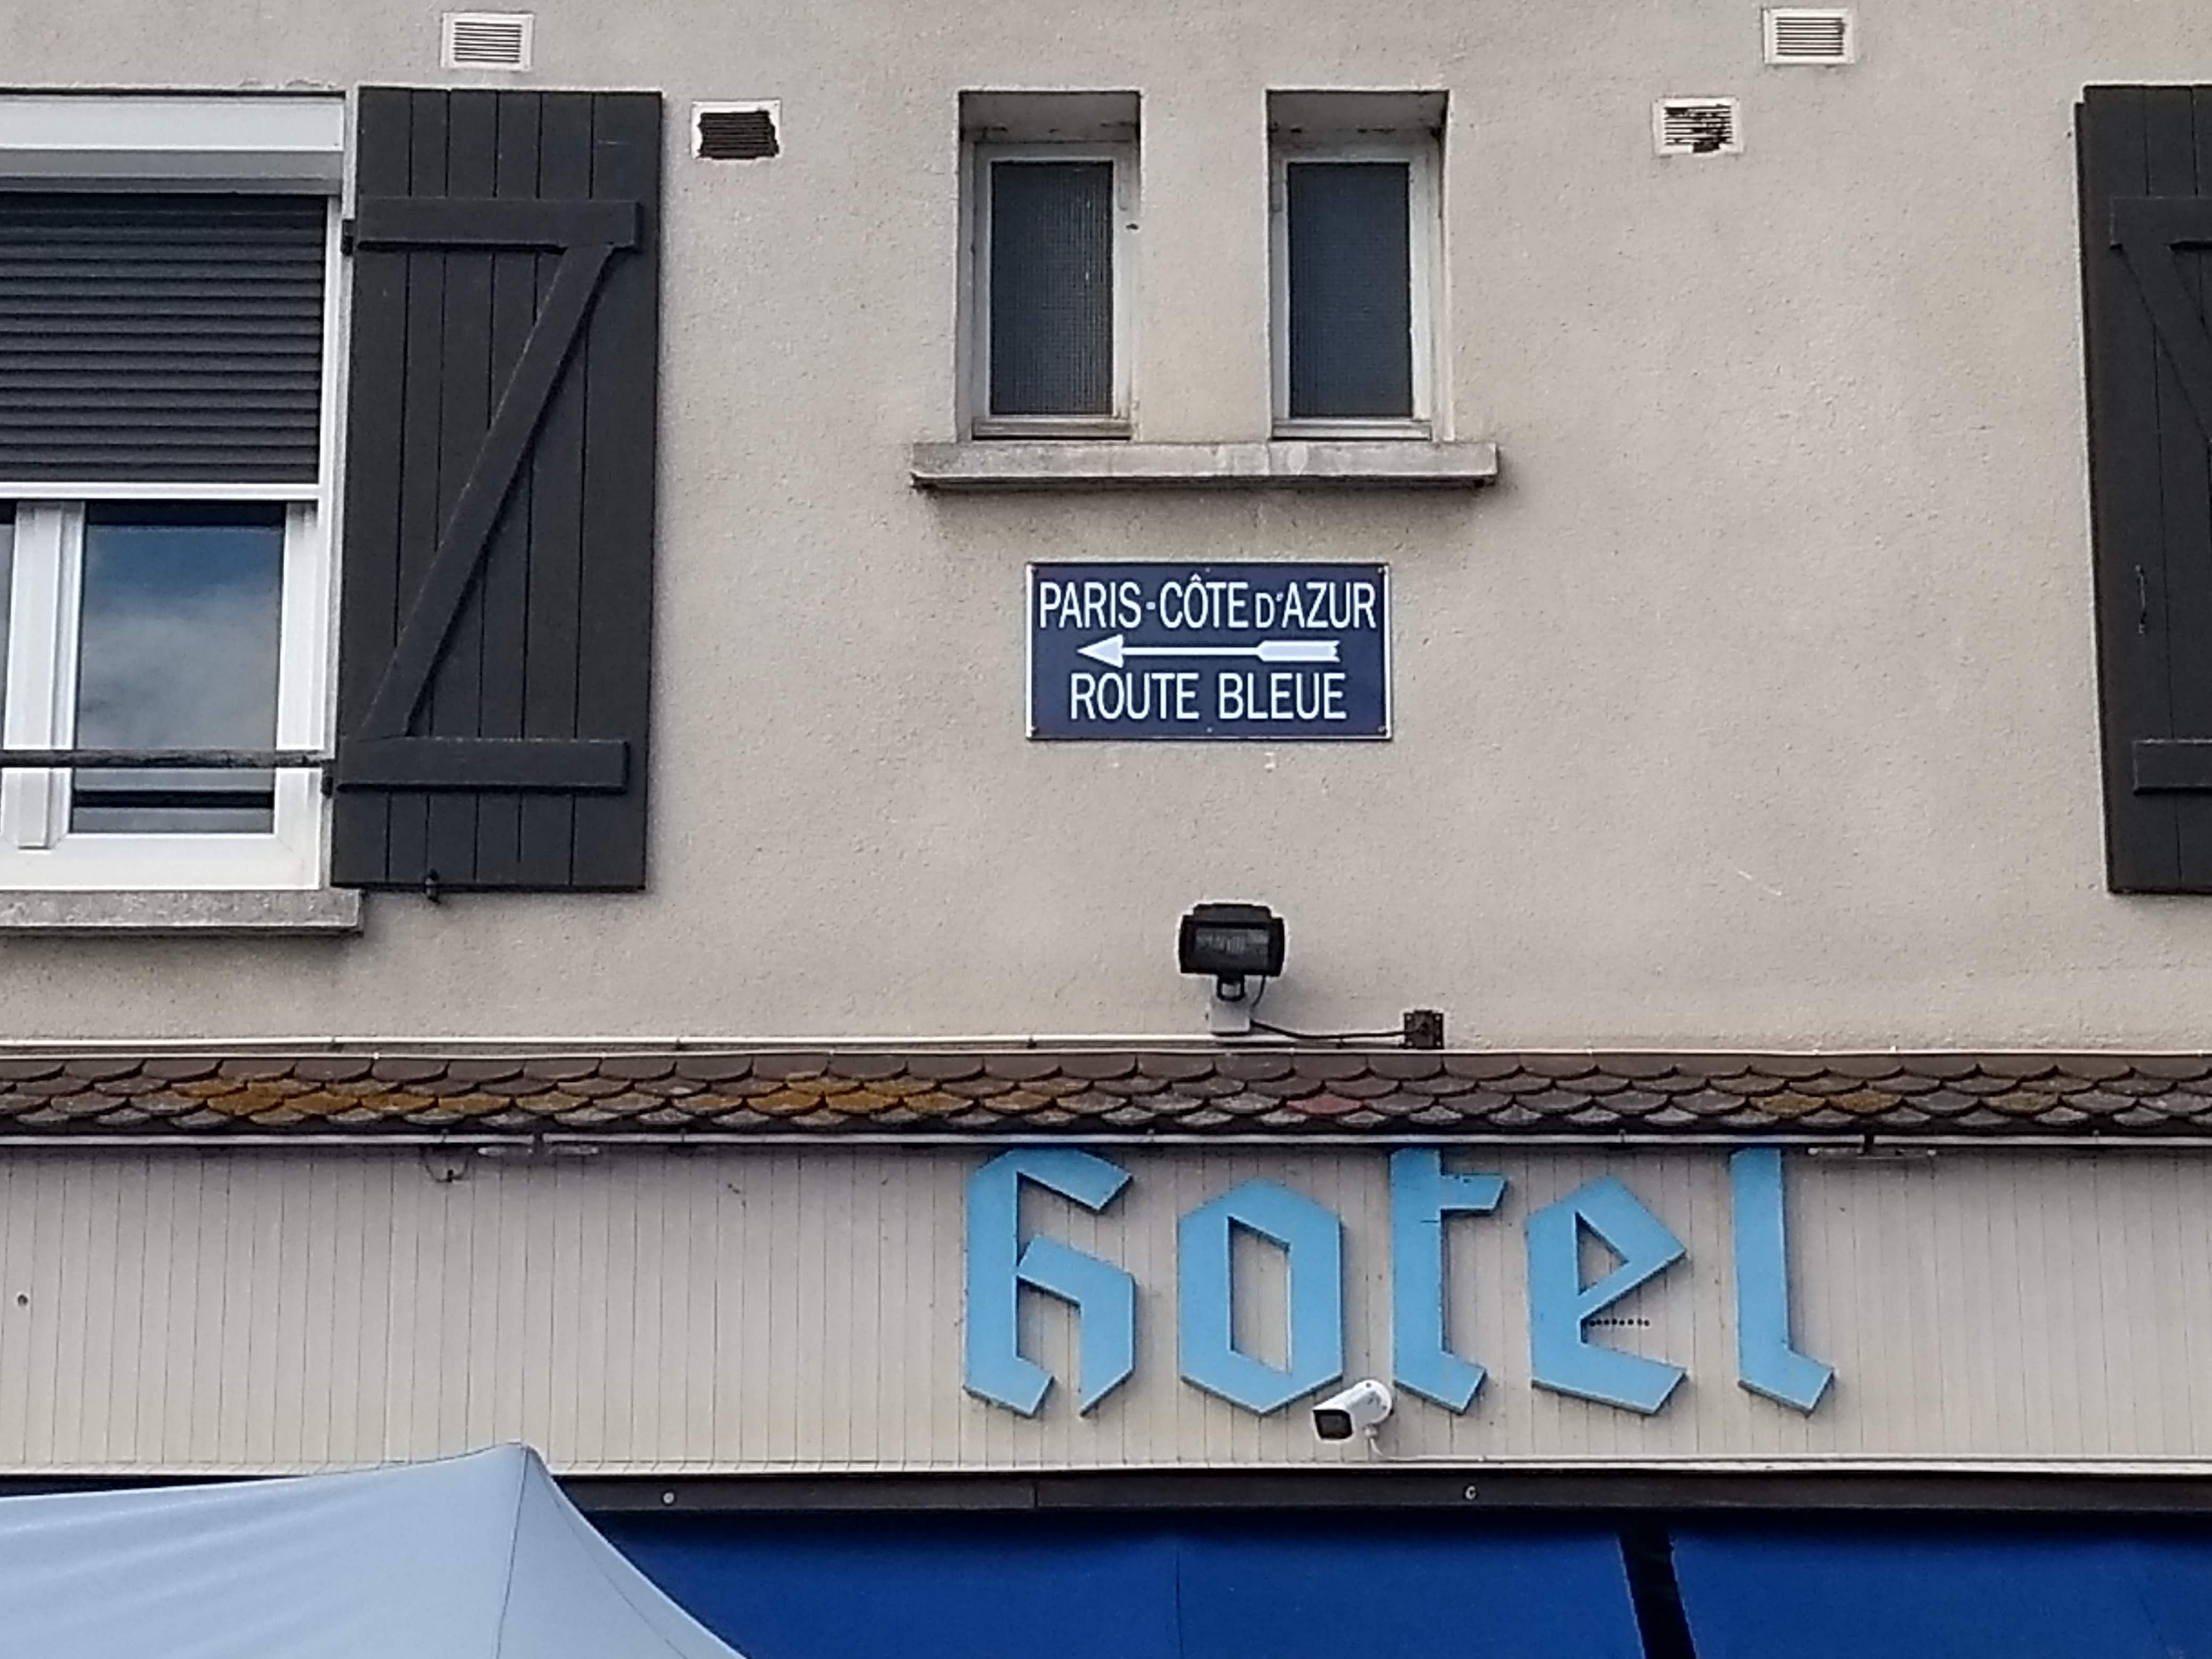 PARIS-CÔTE D'AZUR
ROUTE BLEUE
hotel